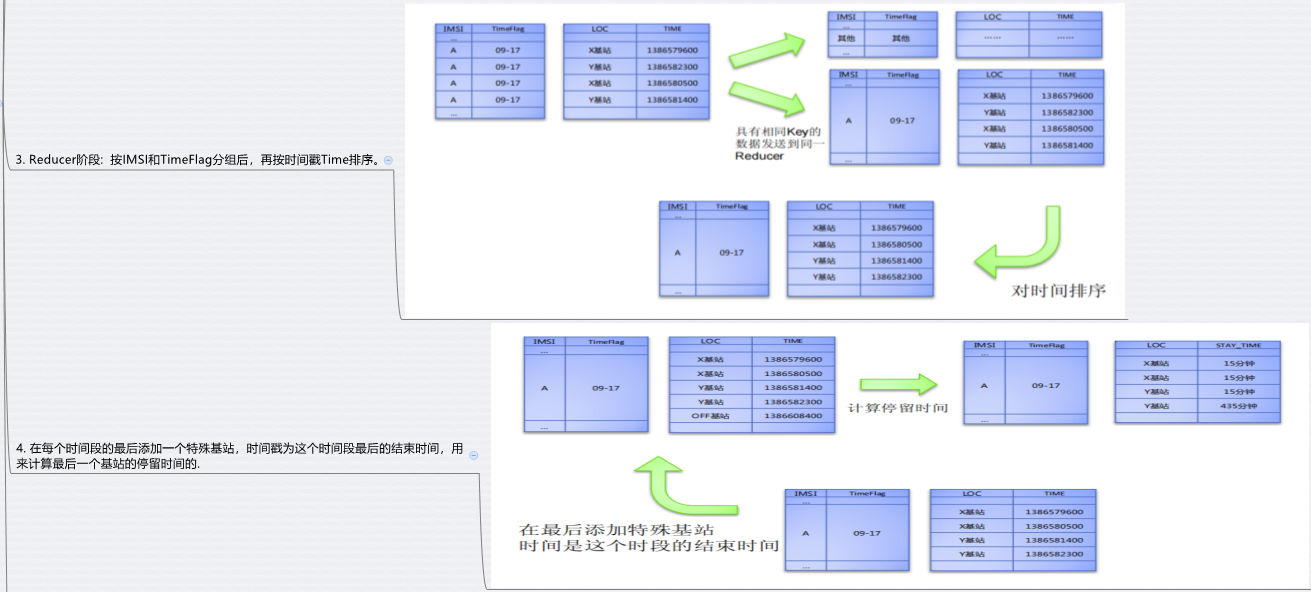 3. Reducer阶段: 按IMSI和TimeFlag分组后，再按时间戳Time排序。
IMSI TimeFlag LOC TIME
...
A 09-17 X基站 1386579600
A 09-17 Y基站 1386582300
A 09-17 X基站 1386580500
A 09-17 Y基站 1386581400
...
IMSI TimeFlag LOC TIME
...
其他 其他 …… ……
...
具有相同Key的
数据发送到同一
Reducer
IMSI TimeFlag LOC TIME
...
X基站 1386579600
Y基站 1386582300
A 09-17
X基站 1386580500
Y基站 1386581400
...
对时间排序
IMSI TimeFlag LOC TIME
...
X基站 1386579600
X基站 1386580500
A 09-17
Y基站 1386581400
Y基站 1386582300
...
4. 在每个时间段的最后添加一个特殊基站，时间戳为这个时间段最后的结束时间，用
来计算最后一个基站的停留时间的.
IMSI TimeFlag LOC TIME
...
X基站 1386579600
X基站 1386580500
A 09-17 Y基站 1386581400
Y基站 1386582300
OFF基站 1386608400
...
计算停留时间
IMSI TimeFlag LOC STAY_TIME
...
X基站 15分钟
X基站 15分钟
A 09-17
Y基站 15分钟
Y基站 435分钟
...
在最后添加特殊基站
时间是这个时段的结束时间
IMSI TimeFlag LOC TIME
...
X基站 1386579600
X基站 1386580500
A 09-17
Y基站 1386581400
Y基站 1386582300
...